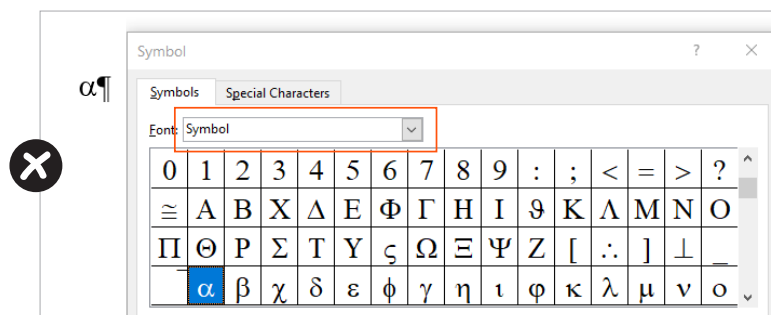 Symbol ? ×
α¶
Symbols Special Characters
Font: Symbol
0 1 2 3 4 5 6 7 8 9 : ; < = > ?
≅ Α Β Χ Δ Ε Φ Γ Η Ι ϑ Κ Λ Μ Ν Ο
Π Θ Ρ Σ Τ Υ ς Ω Ξ Ψ Ζ [ ∴ ] ⊥ _
‾ α β χ δ ε ϕ γ η ι φ κ λ μ ν ο